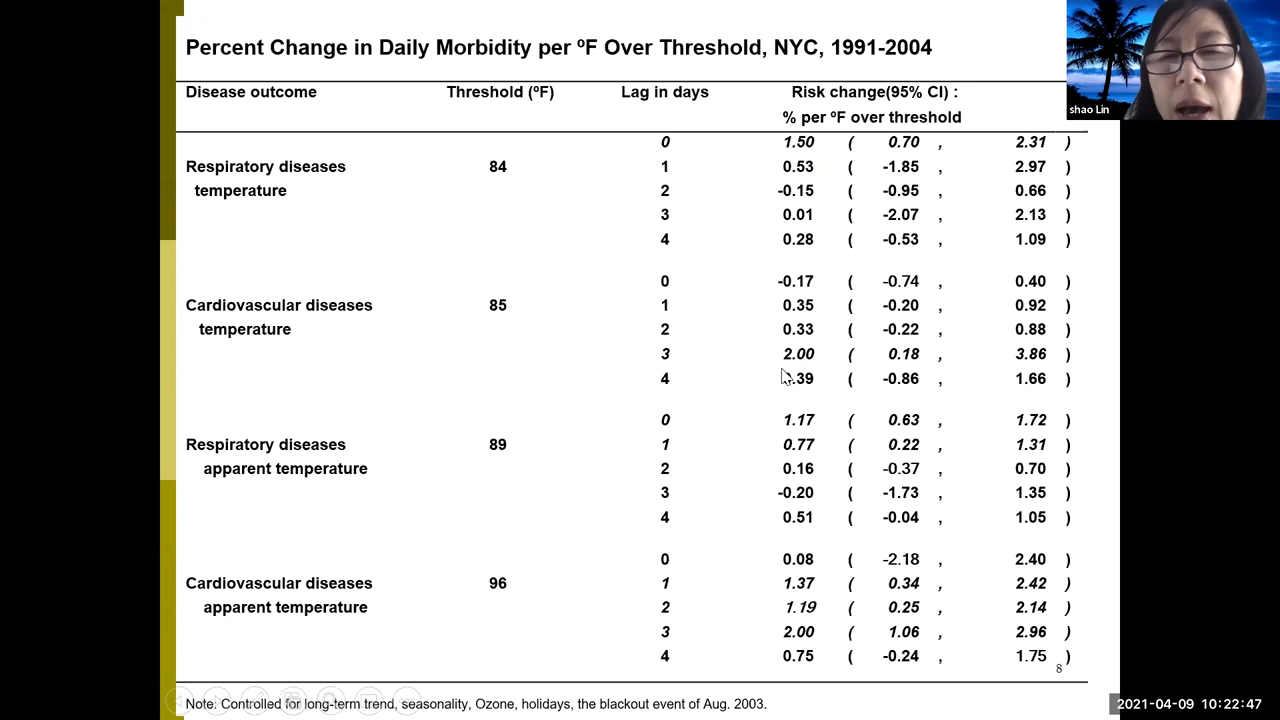 Percent Change in Daily Morbidity per ºF Over Threshold, NYC, 1991-2004
Disease outcome Threshold (ºF) Lag in days Risk change(95% CI) :
% per ºF over threshold
shao Lin
0 1.50 ( 0.70 , 2.31 )
Respiratory diseases 84 1 0.53 ( -1.85 , 2.97 )
temperature 2 -0.15 ( -0.95 , 0.66 )
3 0.01 ( -2.07 , 2.13 )
4 0.28 ( -0.53 , 1.09 )
0 -0.17 ( -0.74 , 0.40 )
Cardiovascular diseases 85 1 0.35 ( -0.20 , 0.92 )
temperature 2 0.33 ( -0.22 , 0.88 )
3 2.00 ( 0.18 , 3.86 )
4 .39 ( -0.86 , 1.66 )
0 1.17 ( 0.63 , 1.72 )
Respiratory diseases 89 1 0.77 ( 0.22 , 1.31 )
apparent temperature 2 0.16 ( -0.37 , 0.70 )
3 -0.20 ( -1.73 , 1.35 )
4 0.51 ( -0.04 , 1.05 )
0 0.08 ( -2.18 , 2.40 )
Cardiovascular diseases 96 1 1.37 ( 0.34 , 2.42 )
apparent temperature 2 1.19 ( 0.25 , 2.14 )
3 2.00 ( 1.06 , 2.96 )
4 0.75 ( -0.24 , 1.75 )
8
Note: Controlled for long-term trend, seasonality, Ozone, holidays, the blackout event of Aug. 2003.
2021-04-09 10:22:47